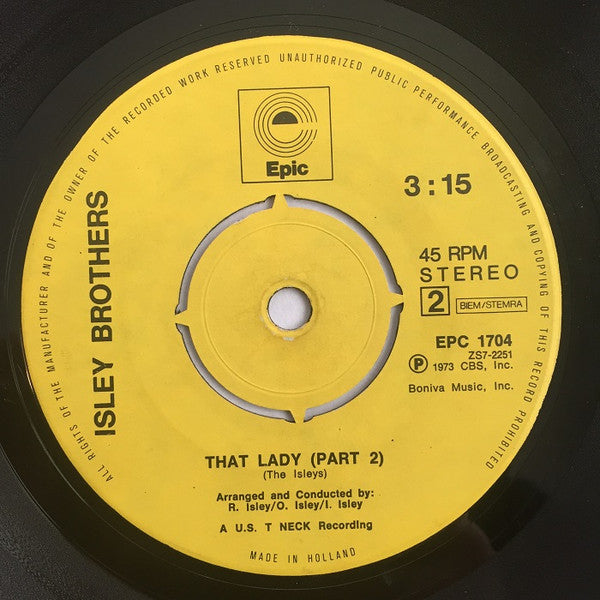 ALL RIGHTS OF THE MANUFACTURER AND OF THE OWNER OF THE RECORDED WORK RESERVED UNAUTHORIZED PUBLIC PERFORMANCE BROADCASTING AND COPYING OF THIS RECORD PROHIBITED
Epic
3:15
ISLEY BROTHERS
45 RPM
STEREO
2 BIEM/STEMRA
EPC 1704
ZS7-2251
Ⓟ 1973 CBS, Inc.
Boniva Music, Inc.
THAT LADY (PART 2)
(The Isleys)
Arranged and Conducted by:
R. Isley/O. Isley/I. Isley
A U.S. T NECK Recording
MADE IN HOLLAND